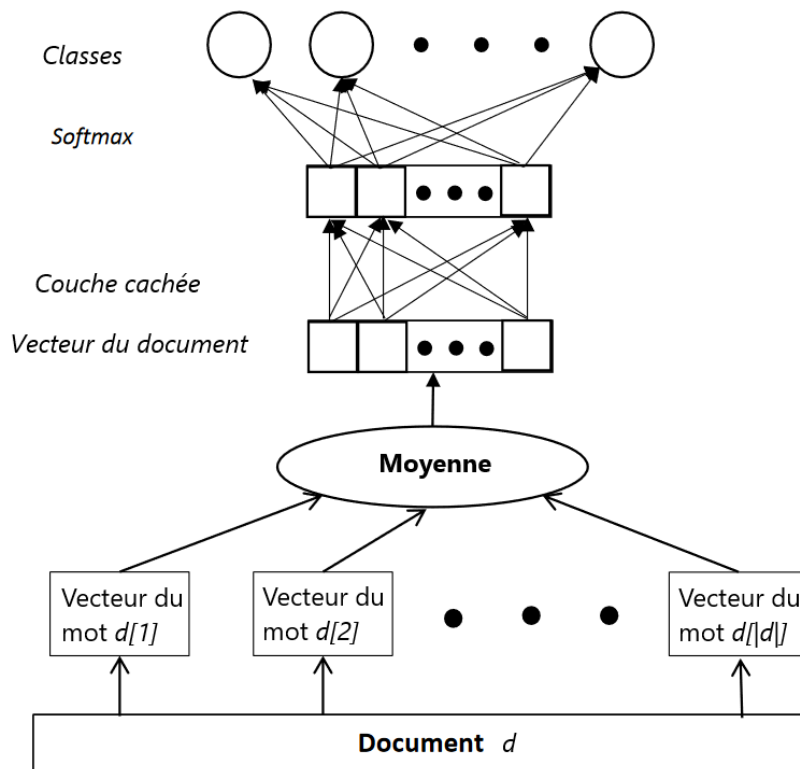 Classes
Softmax
Couche cachée
Vecteur du document
Moyenne
Vecteur du
mot d[1]
Vecteur du
mot d[2]
Vecteur du
mot d[|d|]
Document d